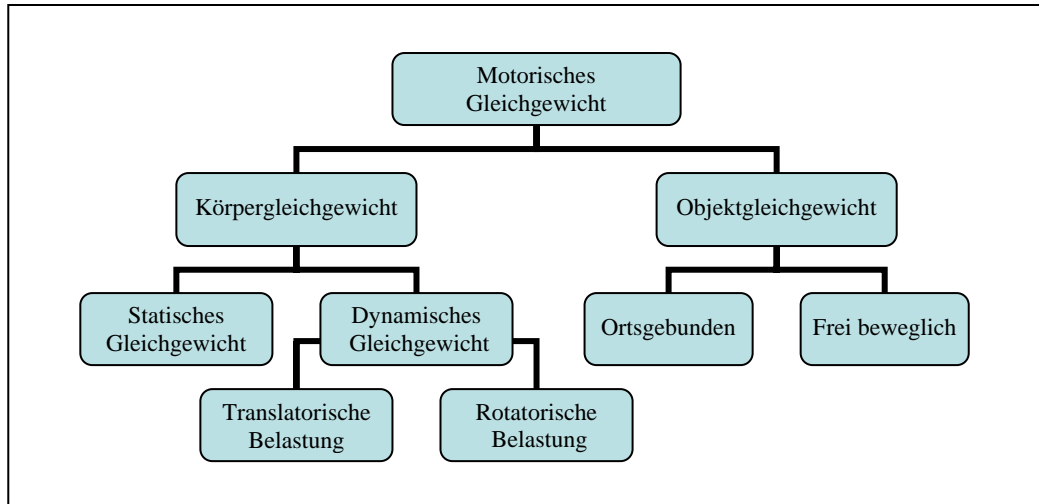 Motorisches
Gleichgewicht
Körpergleichgewicht
Objektgleichgewicht
Statisches
Gleichgewicht
Dynamisches
Gleichgewicht
Ortsgebunden
Frei beweglich
Translatorische
Belastung
Rotatorische
Belastung